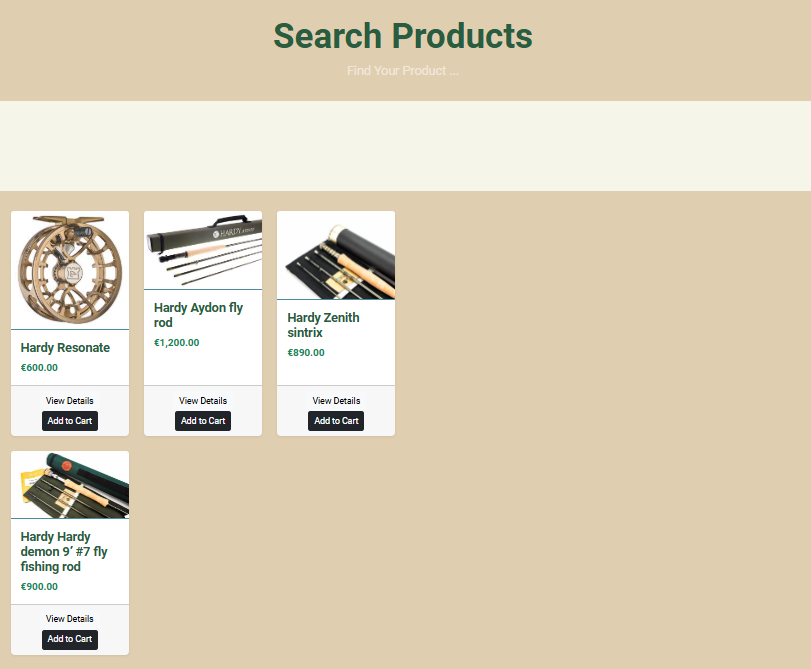 Search Products
Find Your Product ...
HARDY
Hardy Resonate
€600.00
View Details
Add to Cart
Hardy Aydon fly
rod
€1,200.00
View Details
Add to Cart
Hardy Zenith
sintrix
€890.00
View Details
Add to Cart
Hardy Hardy
demon 9′ #7 fly
fishing rod
€900.00
View Details
Add to Cart